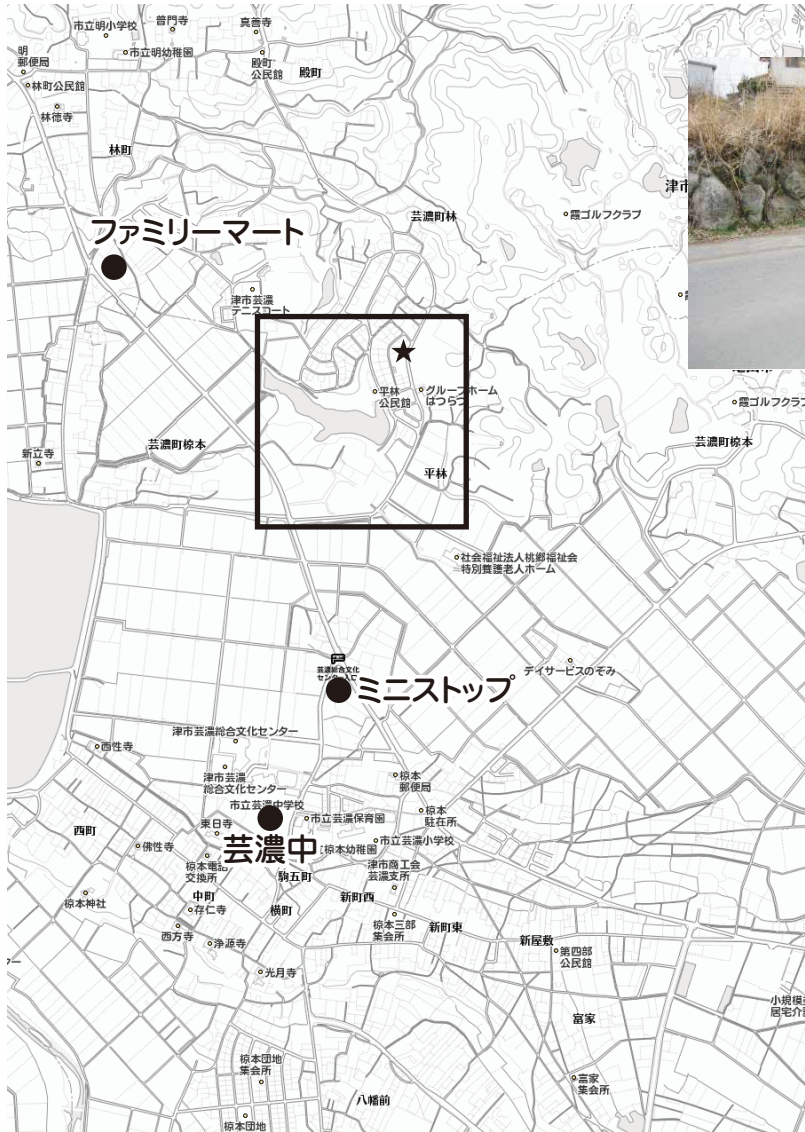 市立明小学校
普門寺
真善寺
市立明幼稚園
明
郵便局
殿町
公民館
殿町
林町公民館
林徳寺
林町
芸濃町林
霞ゴルフクラブ
津市
ファミリーマート
津市芸濃
テニスコート
平林
公民館
グループホーム
はつらつ
霞ゴルフクラブ
芸濃町椋本
芸濃町椋本
新立寺
平林
社会福祉法人桃郷福祉会
特別養護老人ホーム
芸濃総合文化
センター入口
ミニストップ
デイサービスのぞみ
津市芸濃総合文化センター
西性寺
津市芸濃
総合文化センター
椋本
郵便局
市立芸濃中学校
市立芸濃保育園
椋本
駐在所
西町
東日寺
芸濃中
市立芸濃小学校
佛性寺
椋本幼稚園
椋本電話
交換所
津市商工会
芸濃支所
駒五町
椋本神社
中町
存仁寺
横町
新町西
椋本三部
集会所
新町東
新屋敷
西方寺
浄源寺
第四部
公民館
光月寺
富家
小規模
居宅介
椋本団地
集会所
富家
集会所
八幡前
椋本団地